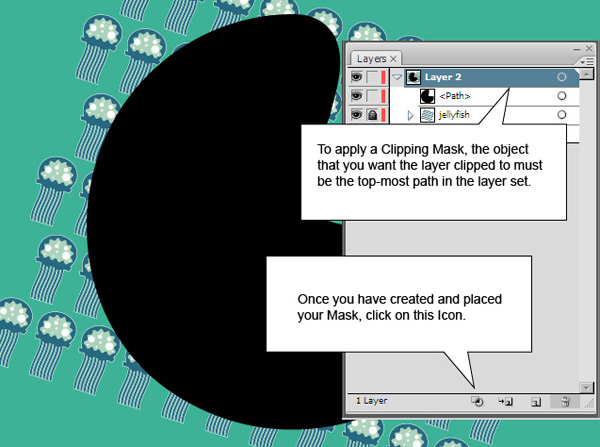 Layers
Layer 2
<Path>
jellyfish
To apply a Clipping Mask, the object
that you want the layer clipped to must
be the top-most path in the layer set.
Once you have created and placed
your Mask, click on this Icon.
1 Layer